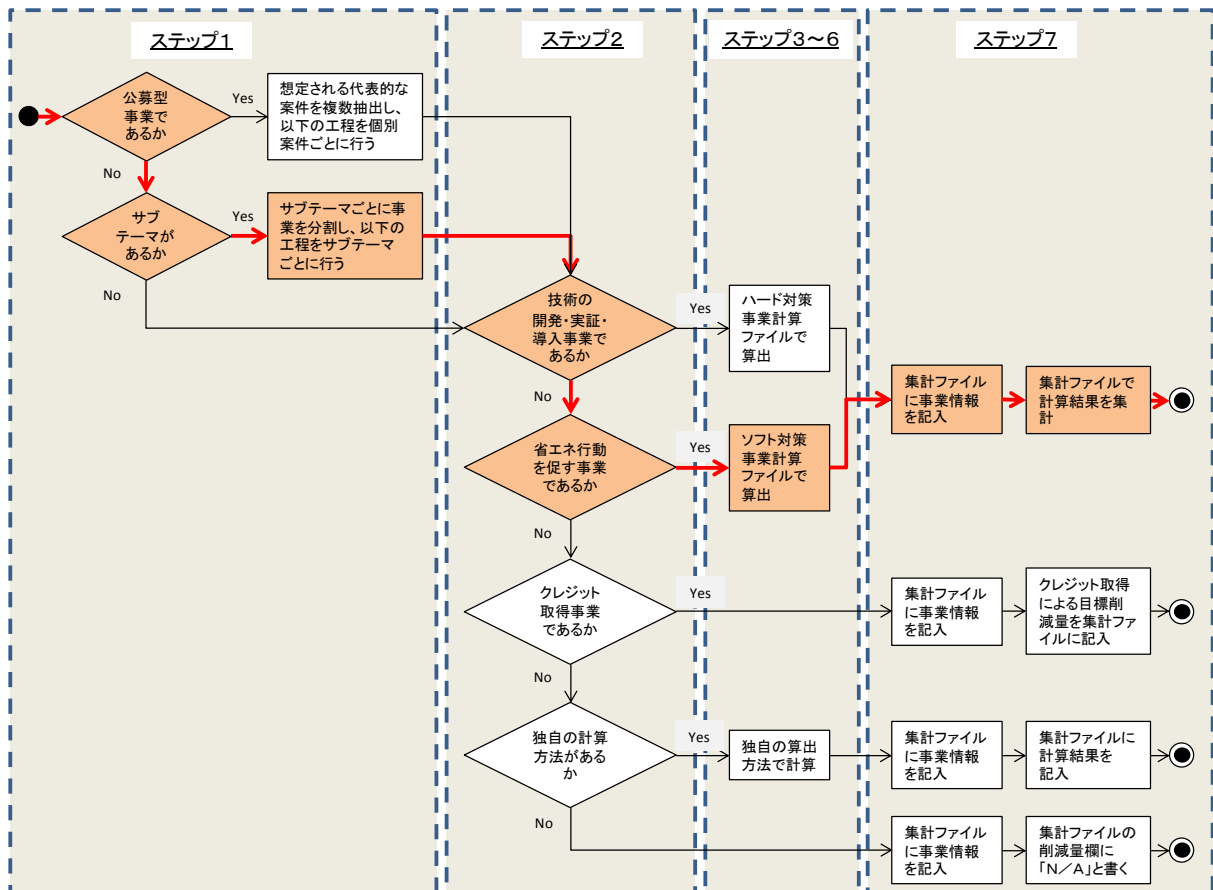 ステップ1
ステップ2
ステップ3～6
ステップ7
公募型
事業で
あるか
Yes
想定される代表的な
案件を複数抽出し、
以下の工程を個別
案件ごとに行う
No
サブ
テーマが
あるか
Yes
サブテーマごとに事
業を分割し、以下の
工程をサブテーマ
ごとに行う
No
技術の
開発・実証・
導入事業で
あるか
Yes
ハード対策
事業計算
ファイルで
算出
No
省エネ行動
を促す事業
であるか
Yes
ソフト対策
事業計算
ファイルで
算出
集計ファイル
に事業情報
を記入
集計ファイルで
計算結果を集
計
No
クレジット
取得事業
であるか
Yes
集計ファイル
に事業情報
を記入
クレジット取得
による目標削
減量を集計ファ
イルに記入
No
独自の計算
方法がある
か
Yes
独自の算出
方法で計算
集計ファイル
に事業情報
を記入
集計ファイルに
計算結果を
記入
No
集計ファイル
に事業情報
を記入
集計ファイルの
削減量欄に
「N／A」と書く